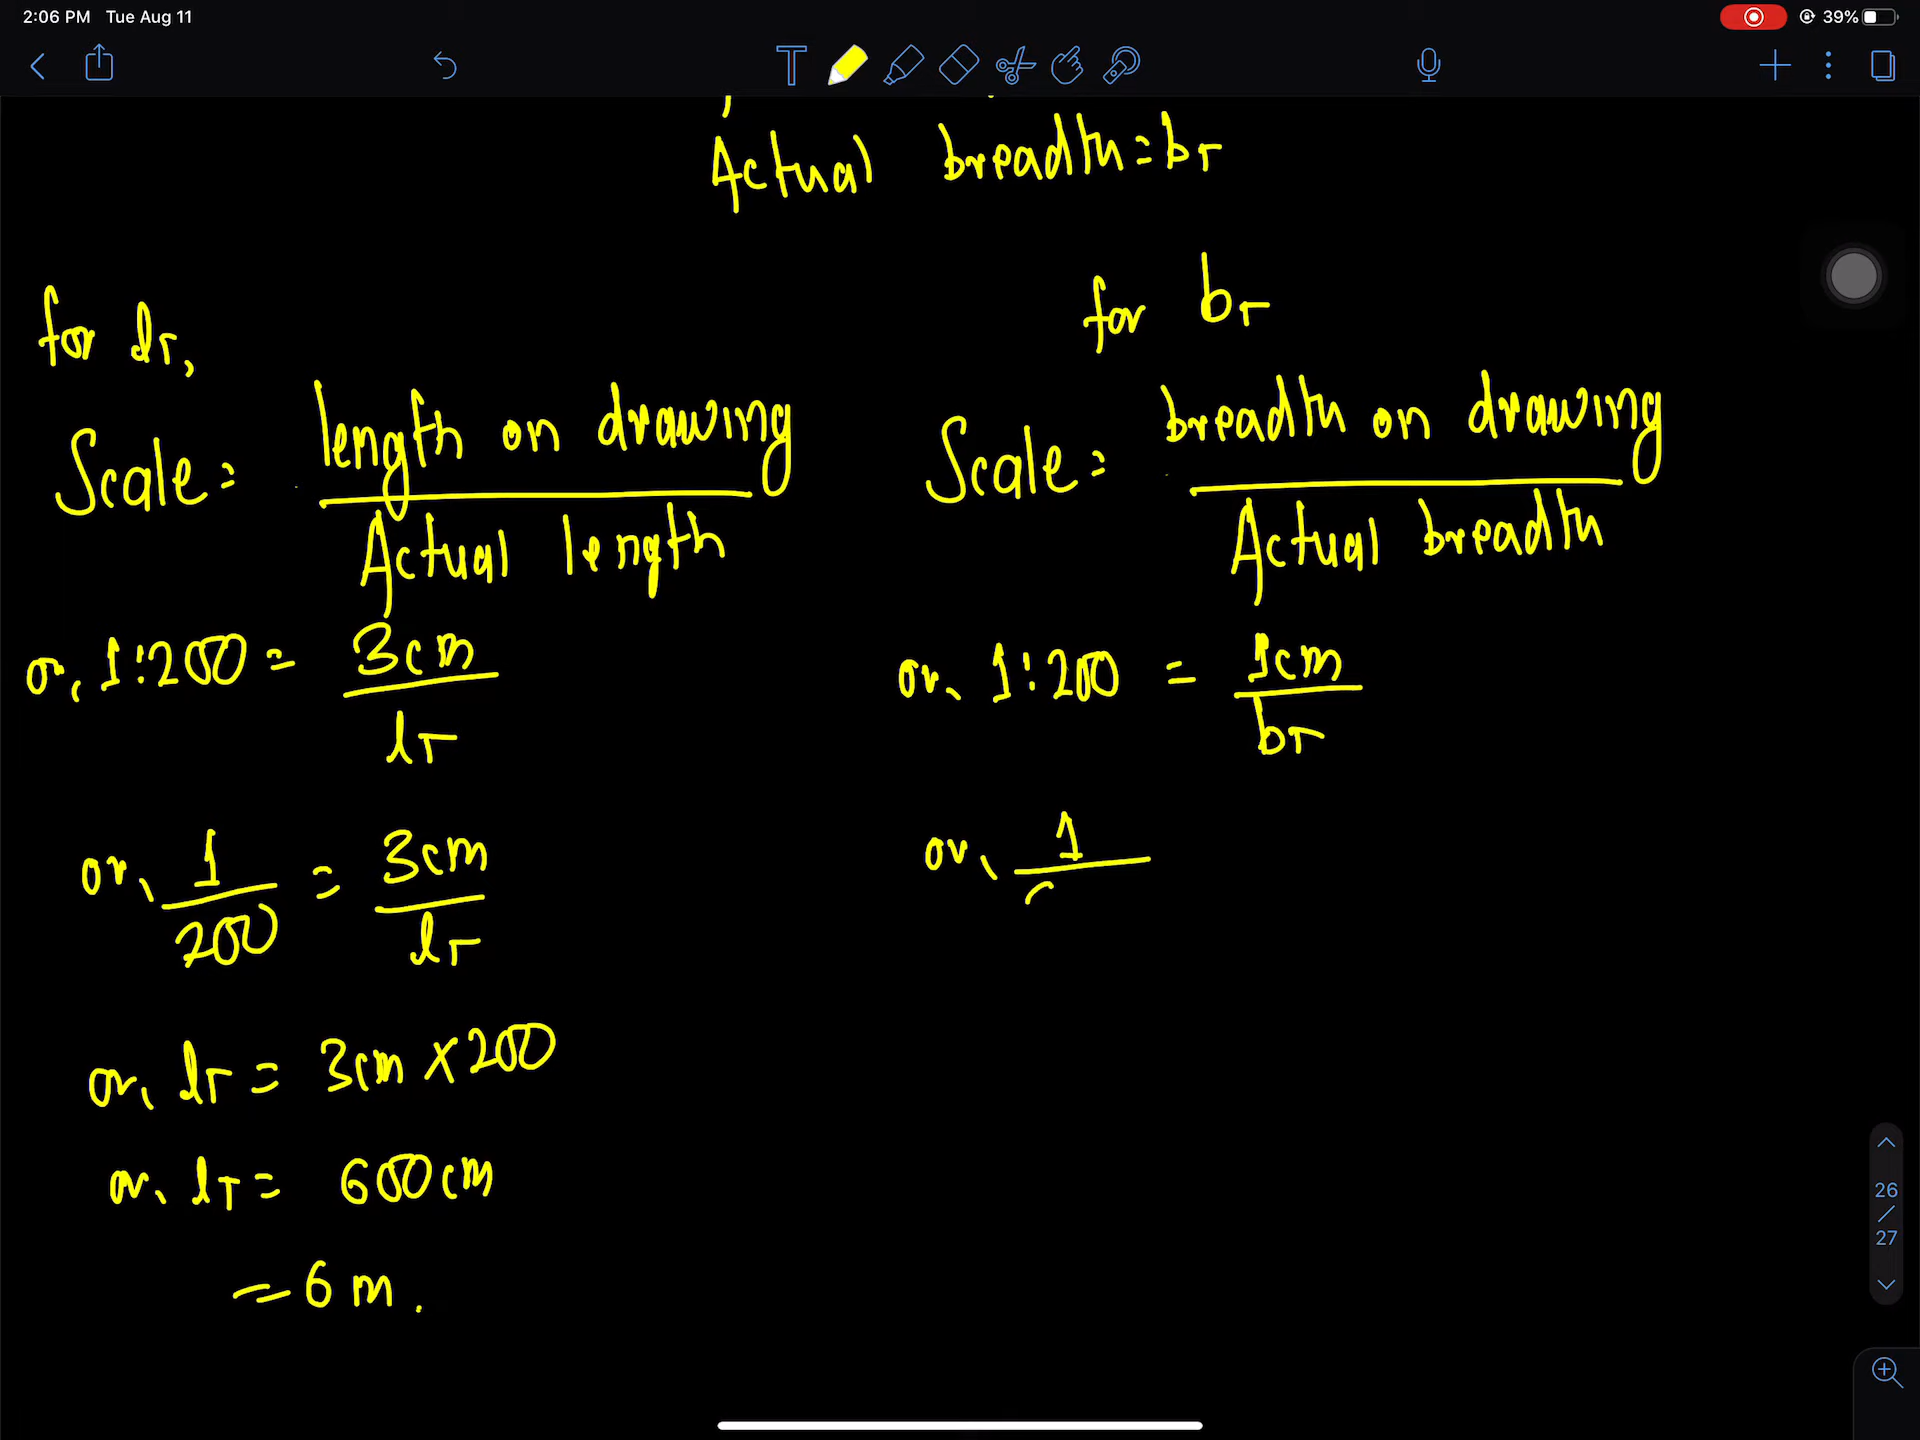 2:06 PM Tue Aug 11
39%
T
Actual breadth = br
for lr,
Scale = length on drawing
Actual length
or, 1:200 = 3cm
lr
or, 1 = 3cm
200 lr
or, lr = 3cm × 200
or, lr = 600cm
= 6 m.
for br
Scale = breadth on drawing
Actual breadth
or, 1:200 = 1cm
br
or, 1
26
/
27